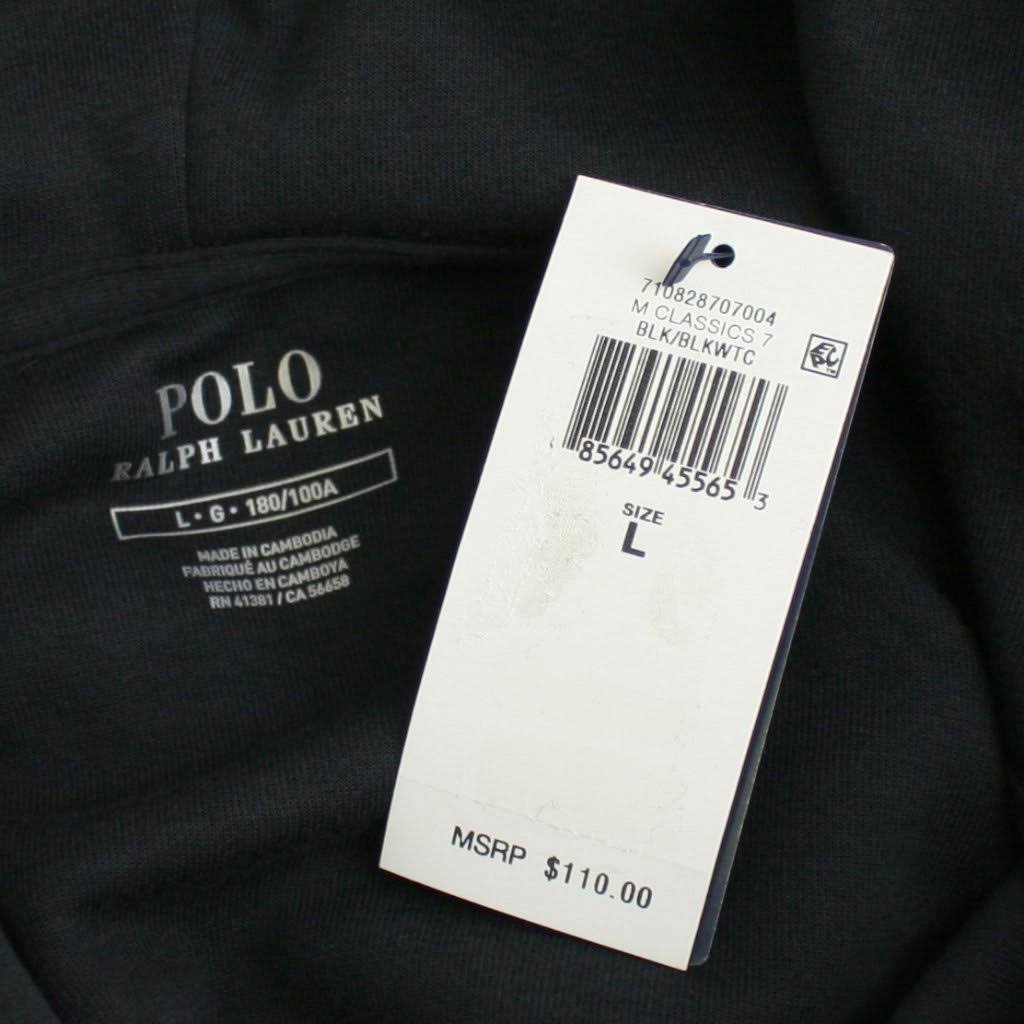 POLO
RALPH LAUREN
L • G • 180/100A
MADE IN CAMBODIA
FABRIQUÉ AU CAMBODGE
HECHO EN CAMBOYA
RN 41381 / CA 56658
710828707004
M CLASSICS 7
BLK/BLKWTC
85649 45565 3
SIZE
L
MSRP $110.00